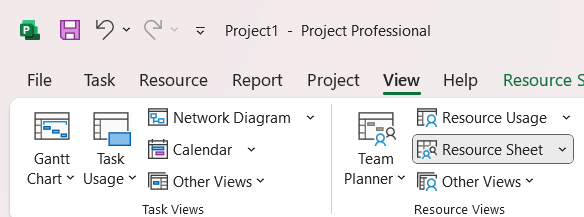 Project1 - Project Professional
File Task Resource Report Project View Help Resource S
Network Diagram
Calendar
Other Views
Gantt
Chart
Task
Usage
Task Views
Team
Planner
Resource Usage
Resource Sheet
Other Views
Resource Views